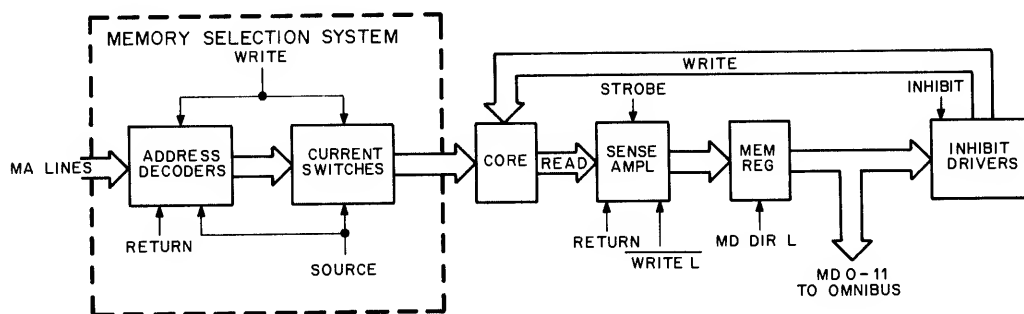 MEMORY SELECTION SYSTEM
WRITE
WRITE
STROBE
INHIBIT
MA LINES
ADDRESS
DECODERS
CURRENT
SWITCHES
CORE
READ
SENSE
AMPL
MEM
REG
INHIBIT
DRIVERS
RETURN
SOURCE
RETURN
WRITE L
MD DIR L
MD 0-11
TO OMNIBUS